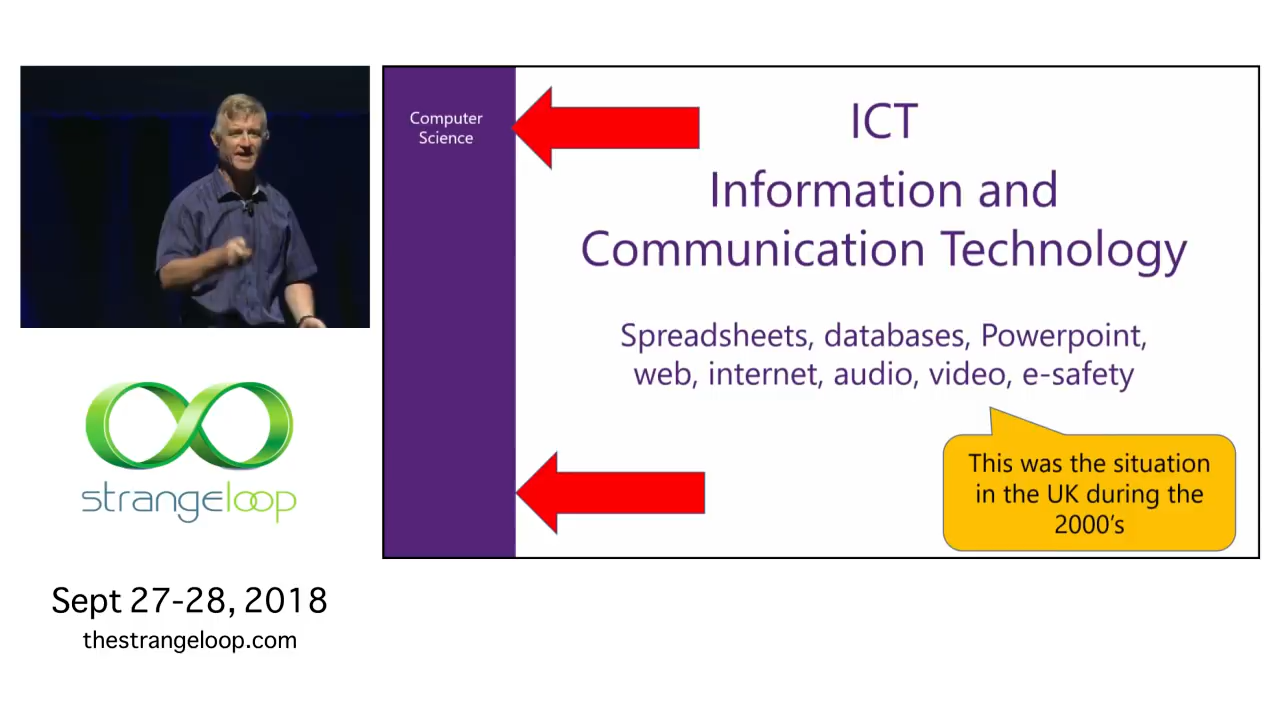 Computer
Science
ICT
Information and
Communication Technology
Spreadsheets, databases, Powerpoint,
web, internet, audio, video, e-safety
This was the situation
in the UK during the
2000's
strangeloop
Sept 27-28, 2018
thestrangeloop.com